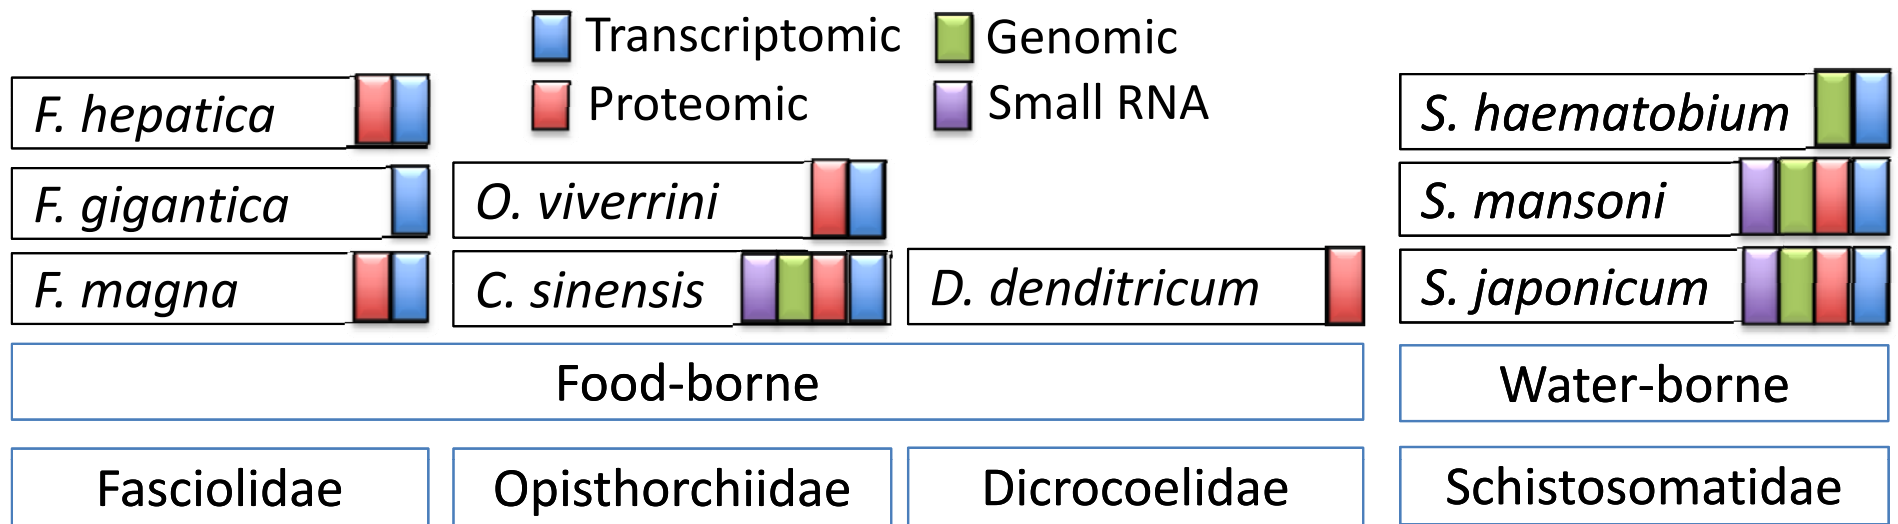 Transcriptomic
Genomic
Proteomic
Small RNA
F. hepatica
F. gigantica
F. magna
O. viverrini
C. sinensis
D. denditricum
S. haematobium
S. mansoni
S. japonicum
Food-borne
Water-borne
Fasciolidae
Opisthorchiidae
Dicrocoelidae
Schistosomatidae